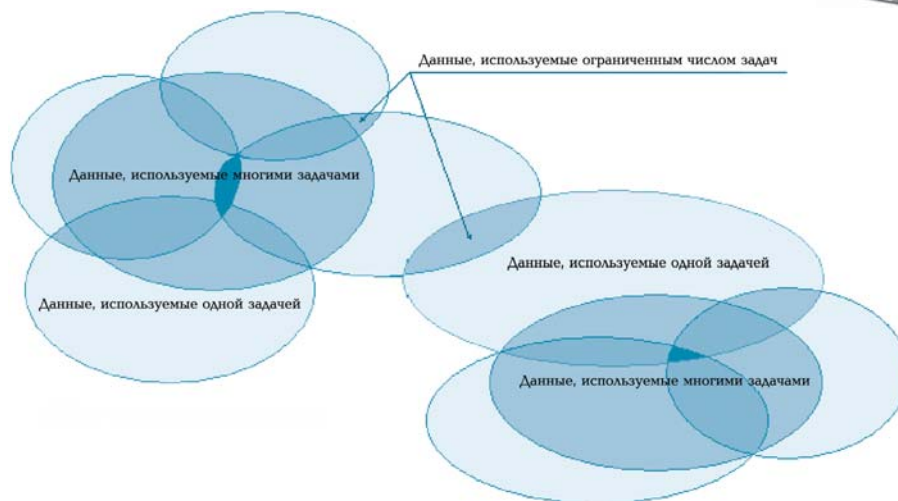 Данные, используемые ограниченным числом задач
Данные, используемые многими задачами
Данные, используемые одной задачей
Данные, используемые одной задачей
Данные, используемые многими задачами